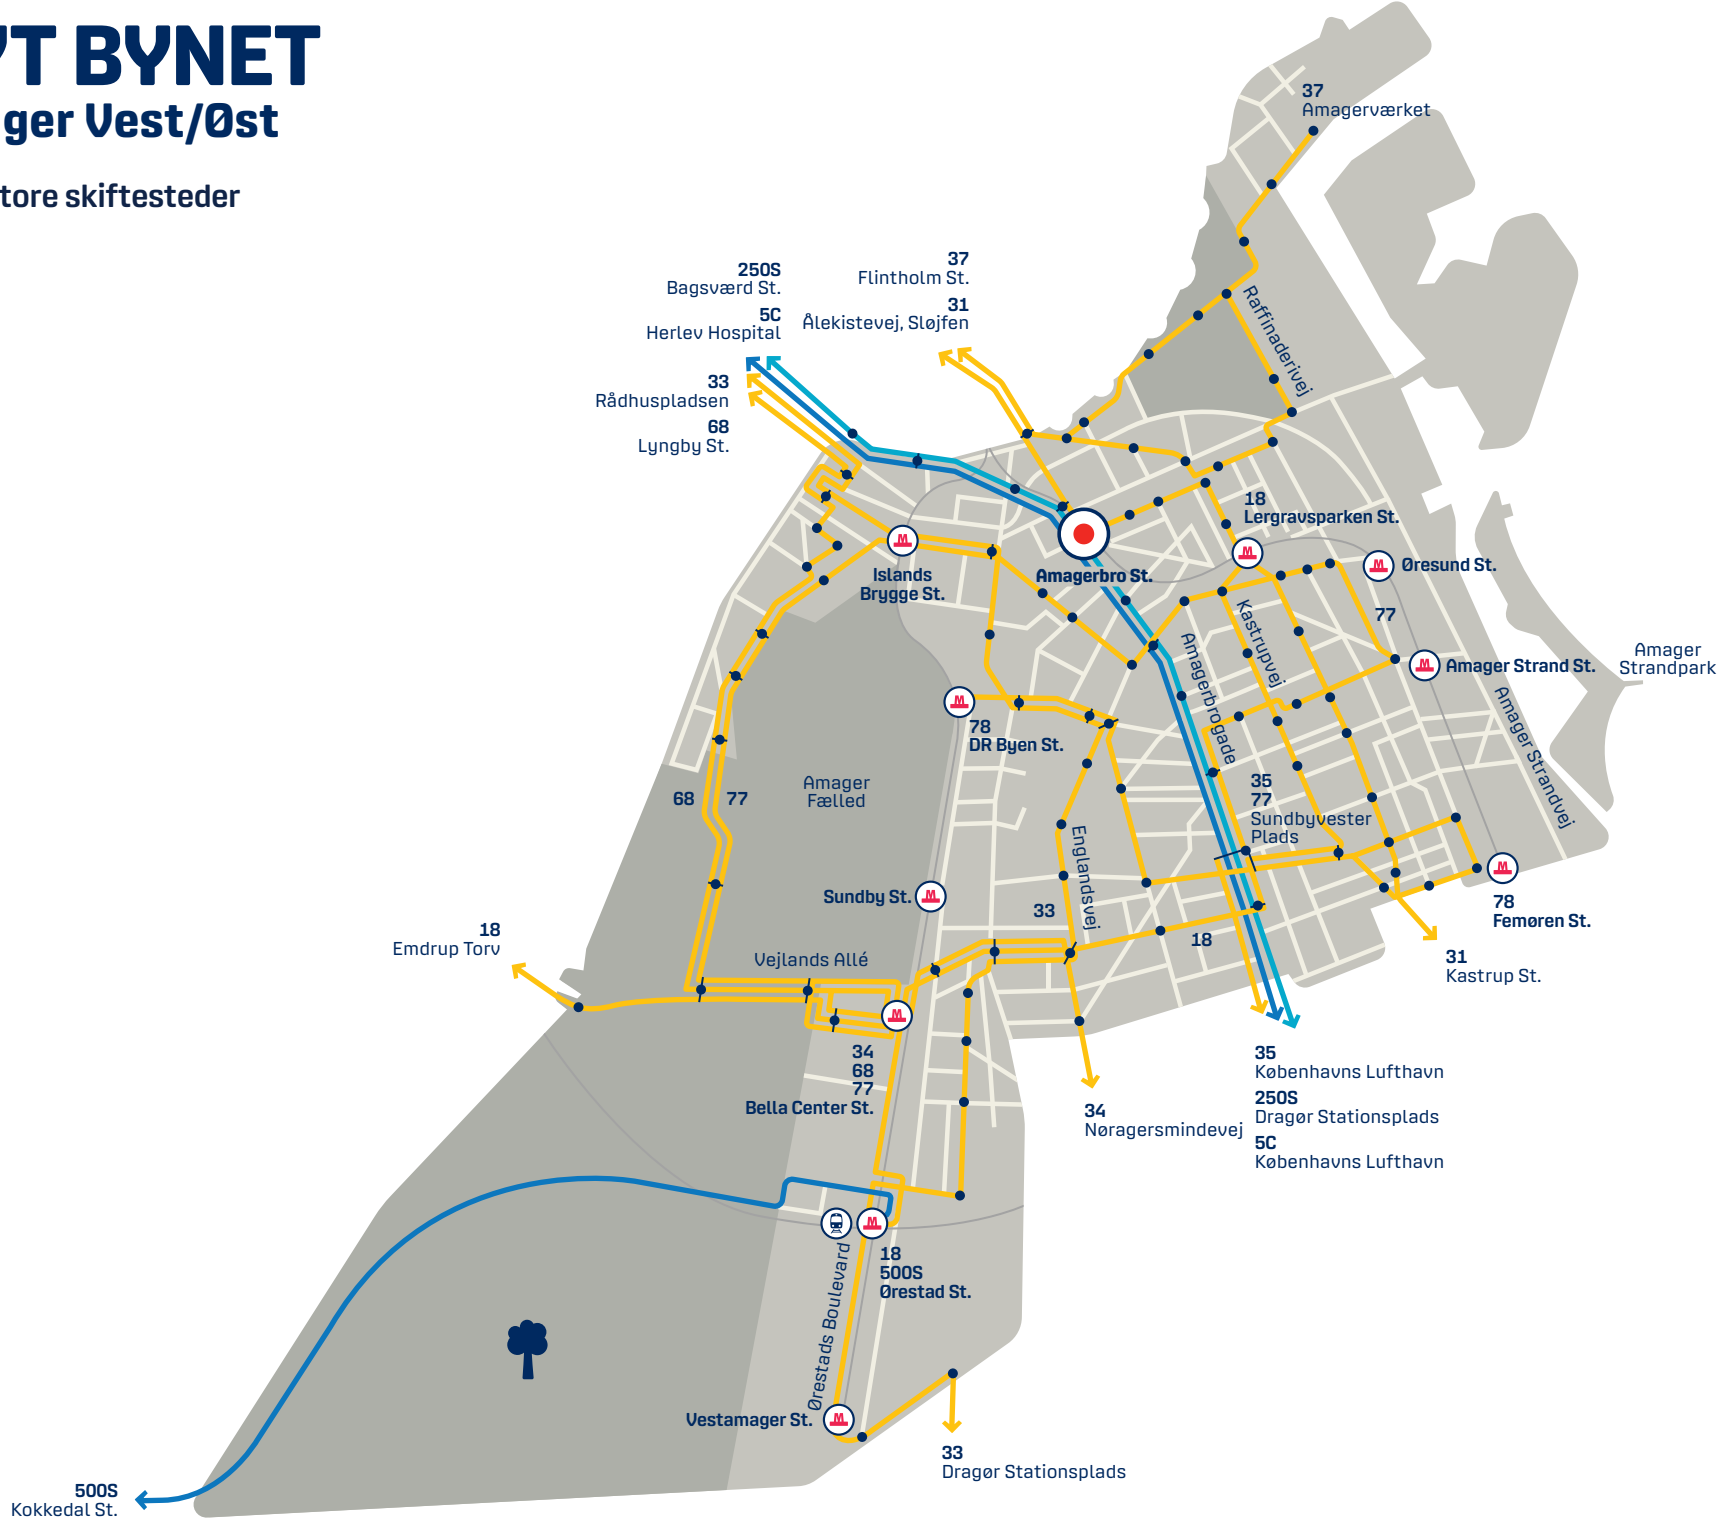 YT BYNET
ger Vest/Øst
tore skiftesteder
37
Amagerværket
250S
Bagsværd St.
5C
Herlev Hospital
37
Flintholm St.
31
Ålekistevej, Sløjfen
33
Rådhuspladsen
68
Lyngby St.
Raffinaderivej
18
Lergravsparken St.
Øresund St.
Islands
Brygge St.
Amagerbro St.
77
Kastrupvej
Amagerbrogade
Amager Strand St.
Amager
Strandpark
Amager Strandvej
78
DR Byen St.
Amager
Fælled
68
77
35
77
Sundbyvester
Plads
Englandsvej
Sundby St.
33
18
78
Femøren St.
18
Emdrup Torv
Vejlands Allé
31
Kastrup St.
34
68
77
Bella Center St.
35
Københavns Lufthavn
250S
Dragør Stationsplads
5C
Københavns Lufthavn
34
Nøragersmindevej
18
500S
Ørestad St.
Ørestads Boulevard
Vestamager St.
33
Dragør Stationsplads
500S
Kokkedal St.